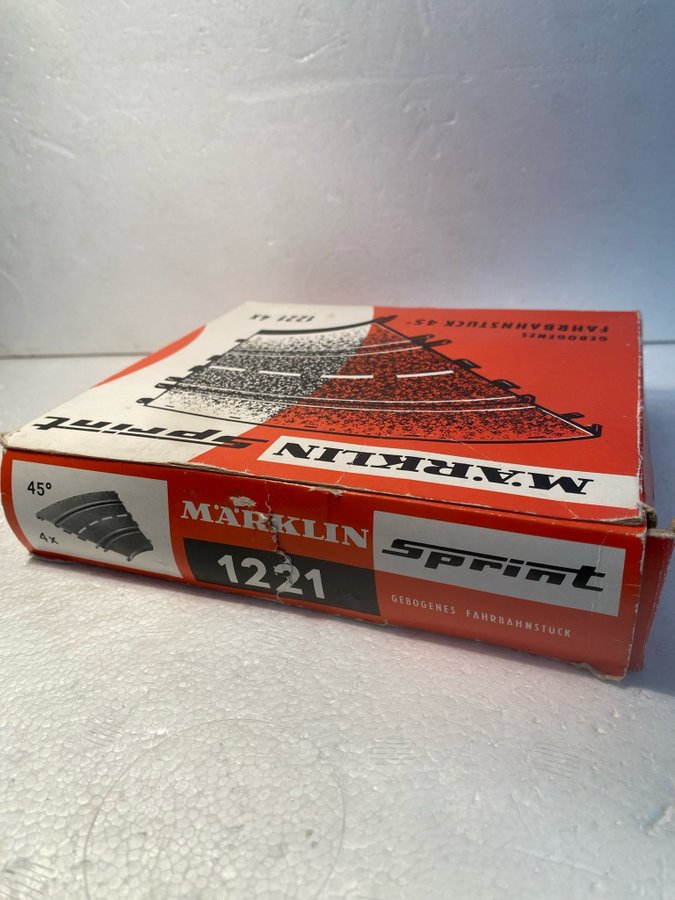 GEBOGENES
FAHRBAHNSTÜCK 45°
1221 4X
MÄRKLIN
Sprint
45°
4x
MÄRKLIN
1221
Sprint
GEBOGENES FAHRBAHNSTÜCK